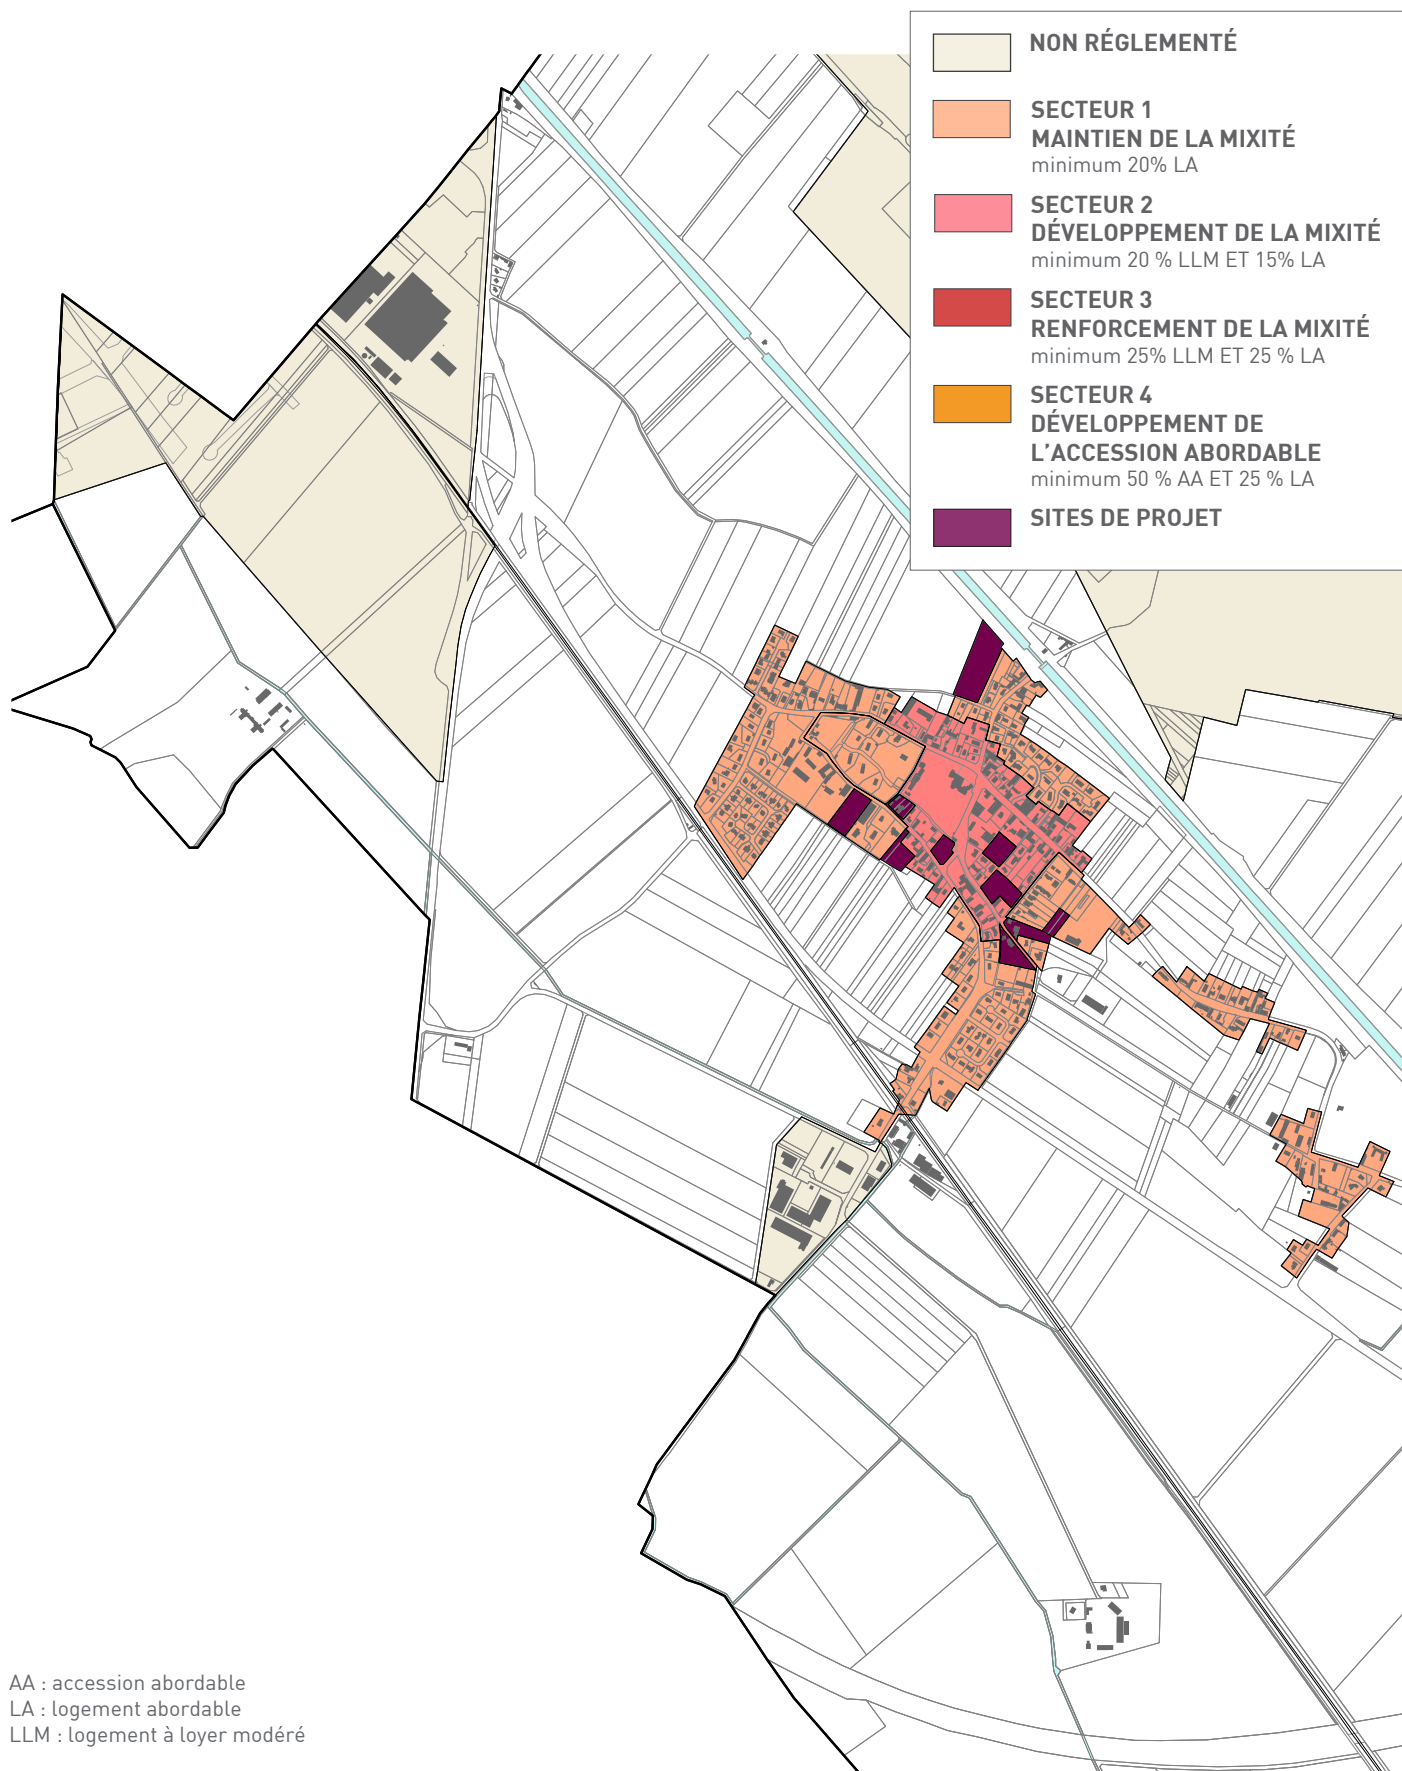 NON RÉGLEMENTÉ
SECTEUR 1
MAINTIEN DE LA MIXITÉ
minimum 20% LA
SECTEUR 2
DÉVELOPPEMENT DE LA MIXITÉ
minimum 20 % LLM ET 15% LA
SECTEUR 3
RENFORCEMENT DE LA MIXITÉ
minimum 25% LLM ET 25 % LA
SECTEUR 4
DÉVELOPPEMENT DE
L’ACCESSION ABORDABLE
minimum 50 % AA ET 25 % LA
SITES DE PROJET
AA : accession abordable
LA : logement abordable
LLM : logement à loyer modéré